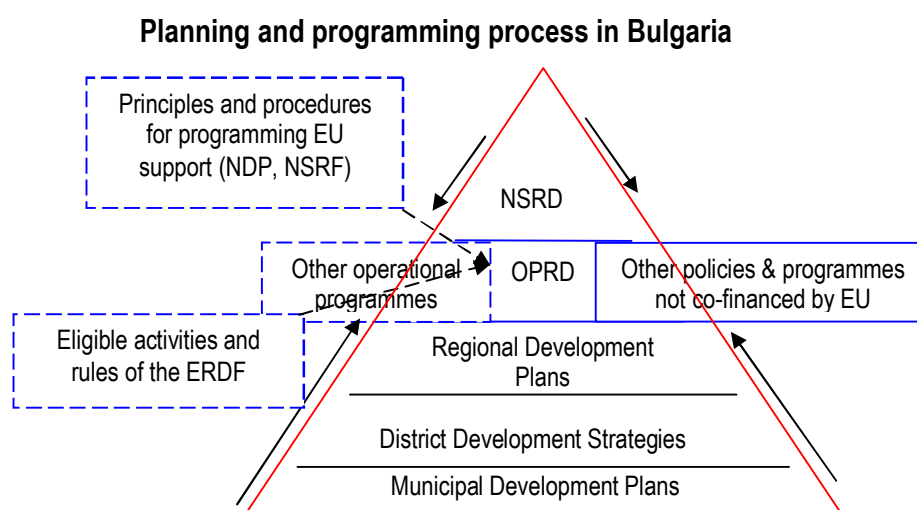 Planning and programming process in Bulgaria
Principles and procedures
for programming EU
support (NDP, NSRF)
NSRD
Other operational
programmes
OPRD
Other policies & programmes
not co-financed by EU
Eligible activities and
rules of the ERDF
Regional Development
Plans
District Development Strategies
Municipal Development Plans